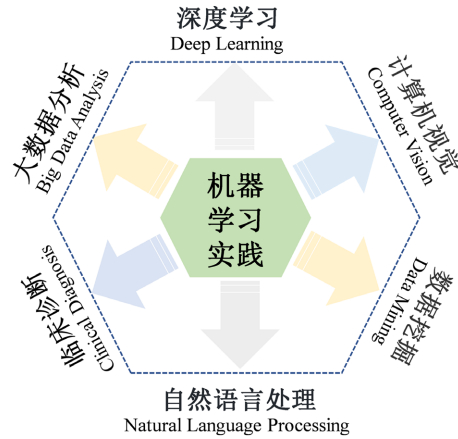 深度学习
Deep Learning
大数据分析
Big Data Analysis
计算机视觉
Computer Vision
机器
学习
实践
临床诊断
Clinical Diagnosis
数据挖掘
Data Mining
自然语言处理
Natural Language Processing